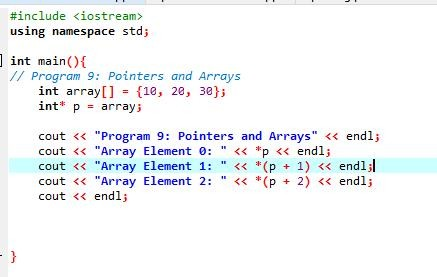 #include <iostream>
using namespace std;
int main(){
// Program 9: Pointers and Arrays
int array[] = {10, 20, 30};
int* p = array;
cout << "Program 9: Pointers and Arrays" << endl;
cout << "Array Element 0: " << *p << endl;
cout << "Array Element 1: " << *(p + 1) << endl;
cout << "Array Element 2: " << *(p + 2) << endl;
cout << endl;
}